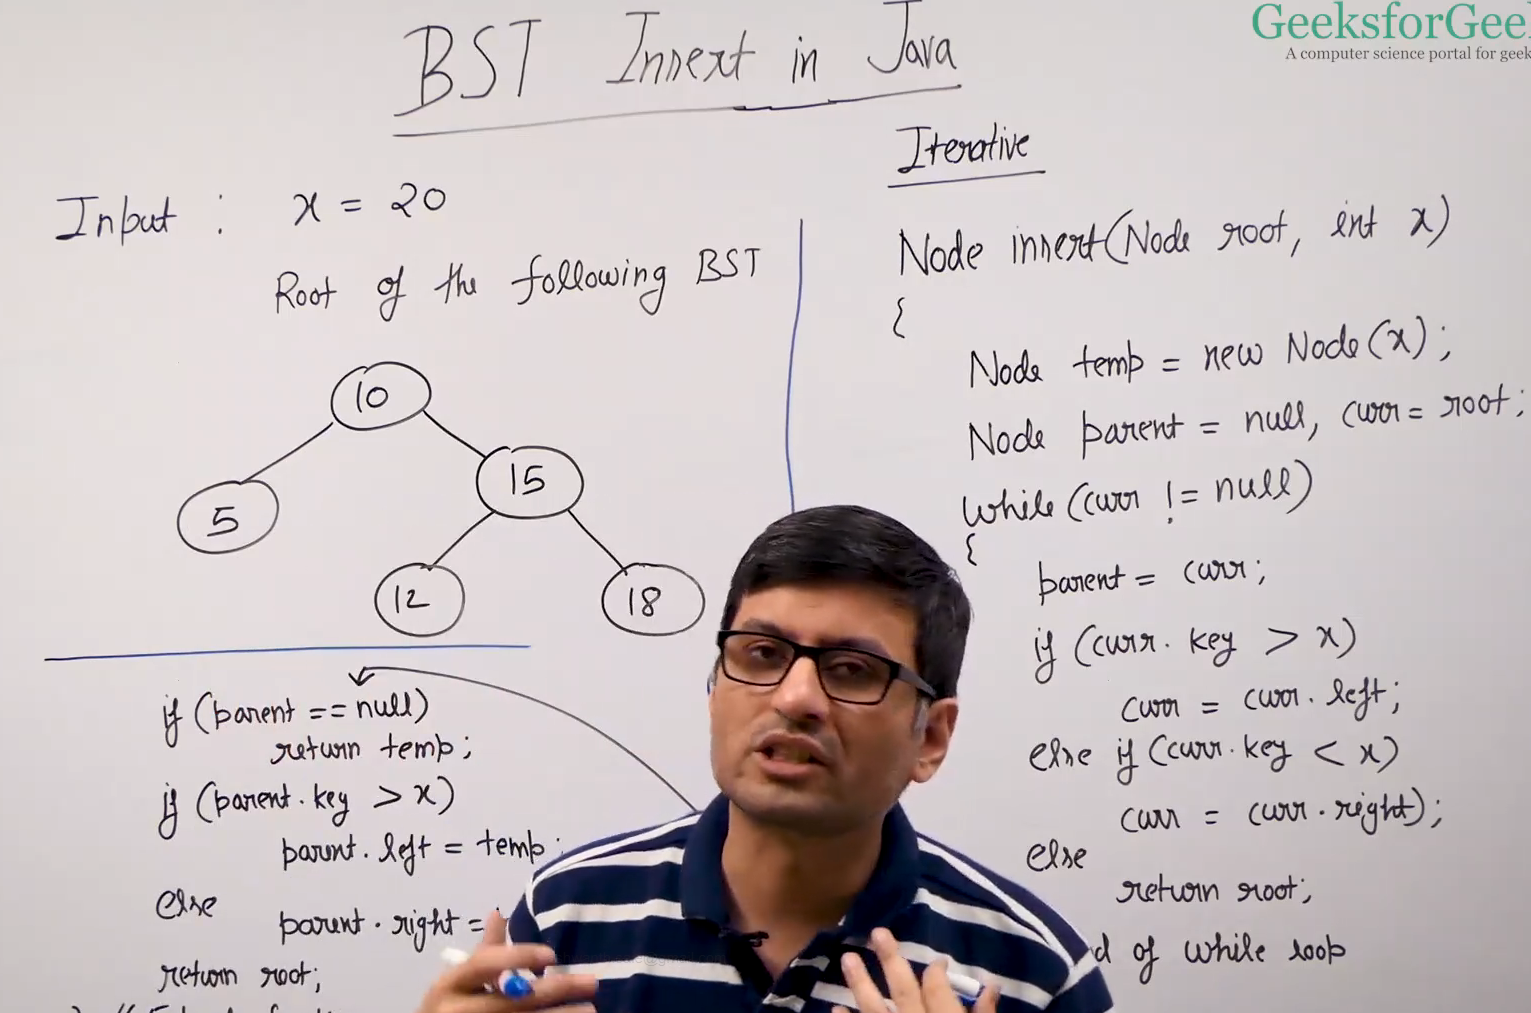 GeeksforGee
A computer science portal for geek
BST Insert in Java
Input : x = 20
Root of the following BST
10
5
15
12
18
Iterative
Node insert(Node root, int x)
{
Node temp = new Node(x);
Node parent = null, curr = root;
while (curr != null)
{
parent = curr;
if (curr. key > x)
curr = curr. left;
else if (curr. key < x)
curr = curr. right);
else
return root;
d of while loop
if (parent == null)
return temp;
if (parent. key > x)
parent. left = temp;
else
parent. right =
return root;